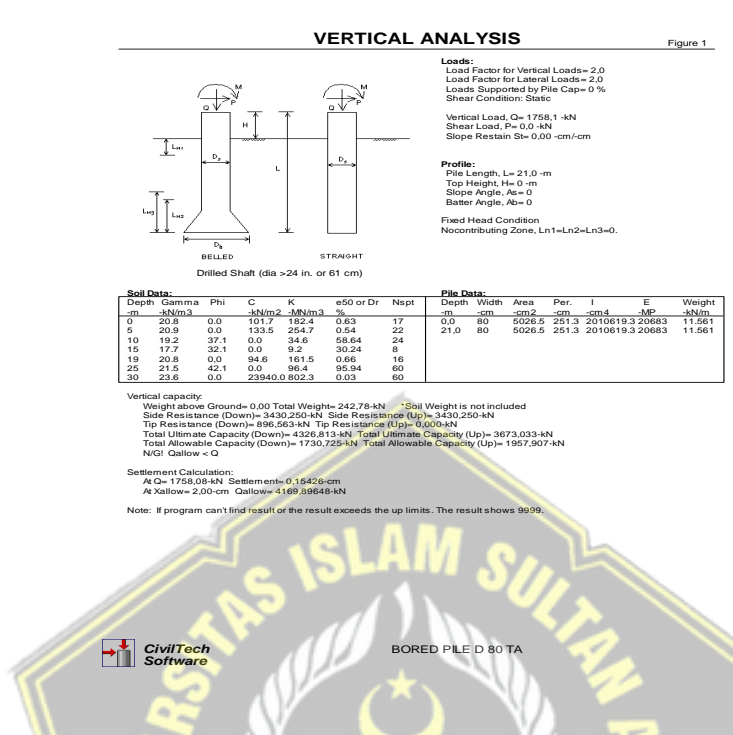 VERTICAL ANALYSIS
Figure 1
Loads:
Load Factor for Vertical Loads= 2,0
Load Factor for Lateral Loads= 2,0
Loads Supported by Pile Cap= 0 %
Shear Condition: Static
Vertical Load, Q= 1758,1 -kN
Shear Load, P= 0,0 -kN
Slope Restrain St= 0,00 -cm/-cm
Profile:
Pile Length, L= 21,0 -m
Top Height, H= 0 -m
Slope Angle, As= 0
Batter Angle, Ab= 0
Fixed Head Condition
Nocontributing Zone, Ln1=Ln2=Ln3=0.
M M
P P
Q Q
H
LH1
Ds Ds
L
LH3 LH2
Db
BELLED STRAIGHT
Drilled Shaft (dia >24 in. or 61 cm)
Soil Data: Pile Data:
Depth Gamma Phi C K e50 or Dr Nspt Depth Width Area Per. I E Weight
-m -kN/m3 -kN/m2 -MN/m3 % -m -cm -cm2 -cm -cm4 -MP -kN/m
0 20.8 0.0 101.7 182.4 0.63 17 0,0 80 5026.5 251.3 2010619.3 20683 11.561
5 20.9 0.0 133.5 254.7 0.54 22 21,0 80 5026.5 251.3 2010619.3 20683 11.561
10 19.2 37.1 0.0 34.6 58.64 24
15 17.7 32.1 0.0 9.2 30.24 8
19 20.8 0,0 94.6 161.5 0.66 16
25 21.5 42.1 0.0 96.4 95.94 60
30 23.6 0.0 23940.0 802.3 0.03 60
Vertical capacity:
Weight above Ground= 0,00 Total Weight= 242,78-kN *Soil Weight is not included
Side Resistance (Down)= 3430,250-kN Side Resistance (Up)= 3430,250-kN
Tip Resistance (Down)= 896,563-kN Tip Resistance (Up)= 0,000-kN
Total Ultimate Capacity (Down)= 4326,813-kN Total Ultimate Capacity (Up)= 3673,033-kN
Total Allowable Capacity (Down)= 1730,725-kN Total Allowable Capacity (Up)= 1957,907-kN
N/G! Qallow < Q
Settlement Calculation:
At Q= 1758,08-kN Settlement= 0,15426-cm
At Xallow= 2,00-cm Qallow= 4169,89648-kN
Note: If program can't find result or the result exceeds the up limits. The result shows 9999.
ISLAM SULTAN A
RSITAS
CivilTech
Software
BORED PILE D 80 TA